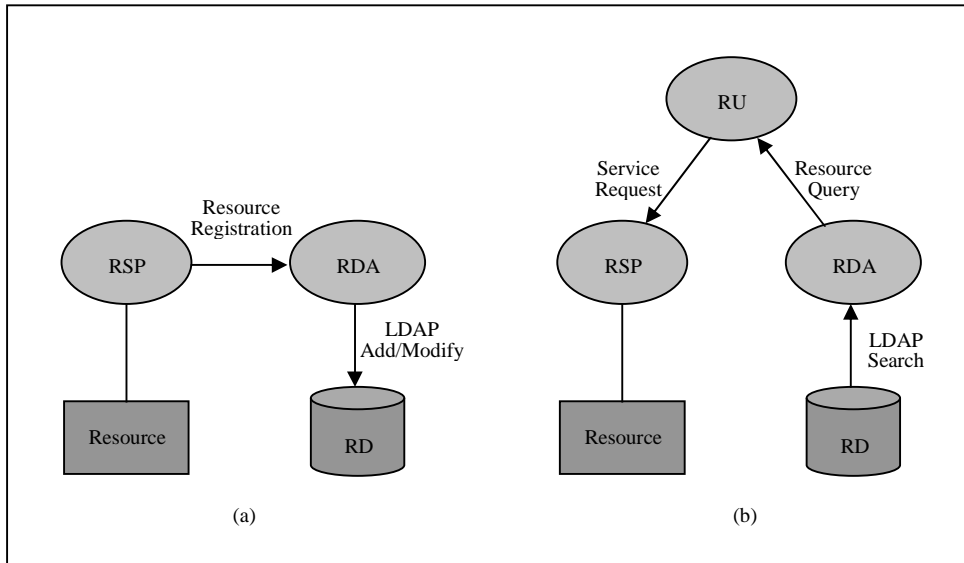 Resource
Registration
RSP
RDA
LDAP
Add/Modify
Resource
RD
(a)
RU
Service
Request
Resource
Query
RSP
RDA
LDAP
Search
Resource
RD
(b)